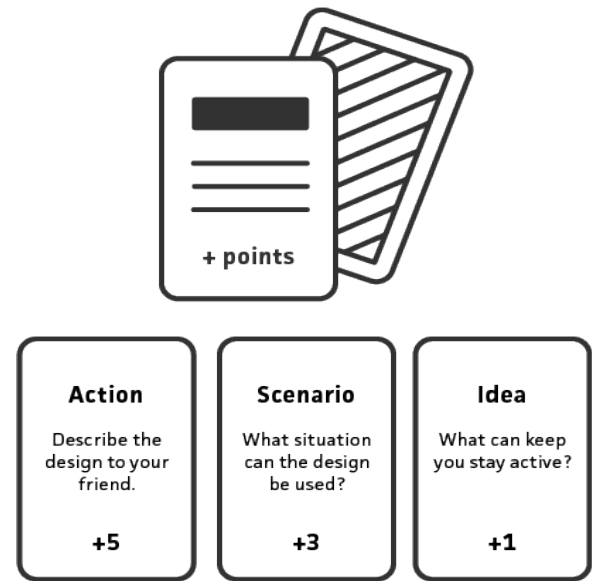 + points
Action
Describe the
design to your
friend.
+5
Scenario
What situation
can the design
be used?
+3
Idea
What can keep
you stay active?
+1